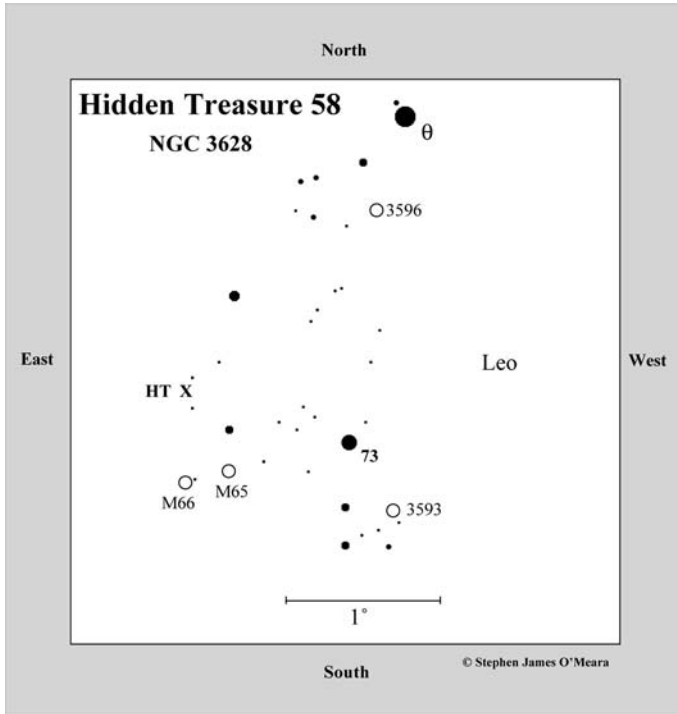 North
Hidden Treasure 58
NGC 3628
θ
3596
East
Leo
West
HT X
73
M65
M66
3593
1°
© Stephen James O’Meara
South